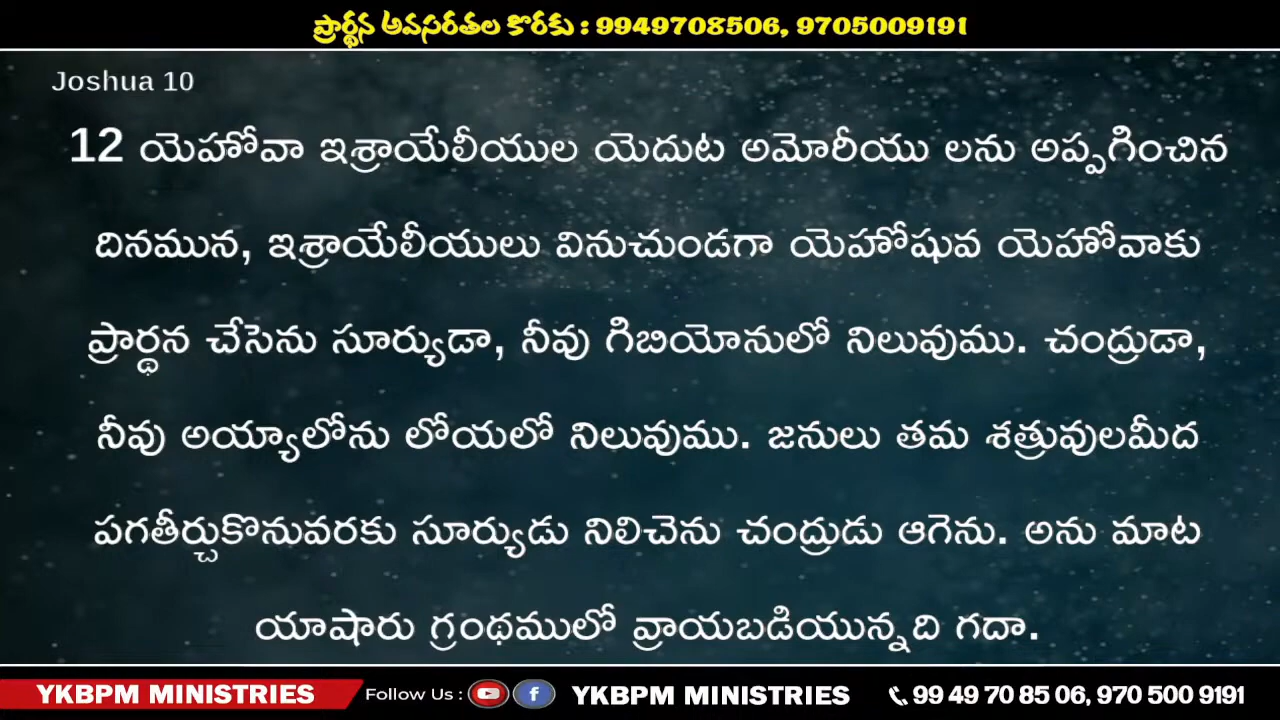 ప్రార్థన అవసరతల కొరకు : 9949708506, 9705009191
Joshua 10
12 యెహోవా ఇశ్రాయేలీయుల యెదుట అమోరీయు లను అప్పగించిన
దినమున, ఇశ్రాయేలీయులు వినుచుండగా యెహోషువ యెహోవాకు
ప్రార్థన చేసెను సూర్యుడా, నీవు గిబియోనులో నిలువుము. చంద్రుడా,
నీవు అయ్యాలోను లోయలో నిలువుము. జనులు తమ శత్రువులమీద
పగతీర్చుకొనువరకు సూర్యుడు నిలిచెను చంద్రుడు ఆగెను. అను మాట
యాషారు గ్రంథములో వ్రాయబడియున్నది గదా.
YKBPM MINISTRIES Follow Us : YKBPM MINISTRIES 99 49 70 85 06, 970 500 9191